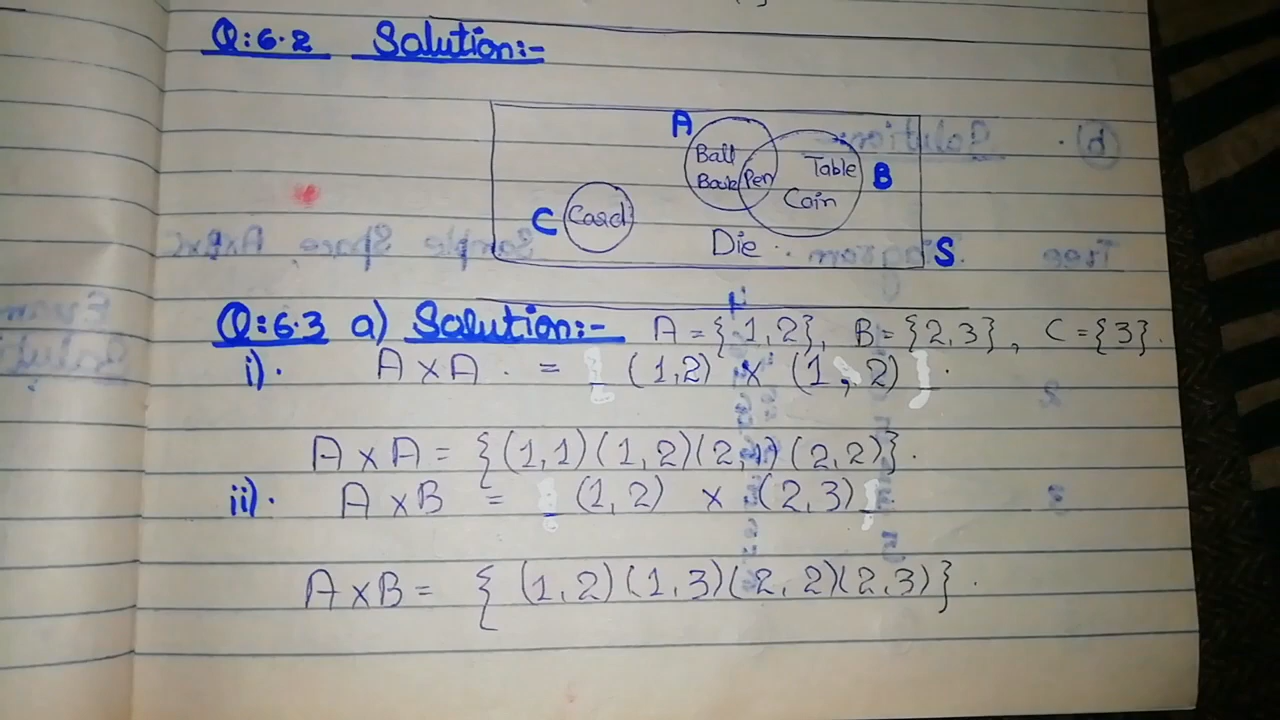 Q:6.2 Solution:-
A
Ball
Book Pen Table B
Coin
C Card
Die.
S.
Q:6.3 a) Solution:- A = {1,2}, B = {2,3}, C = {3}.
i). A × A . = (1,2) × (1,2) .
A × A = {(1,1)(1,2)(2,1)(2,2)}.
ii). A × B = (1,2) × (2,3) .
A × B = { (1,2)(1,3)(2,2)(2,3)}.